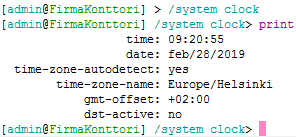 [admin@FirmaKonttori] > /system clock
[admin@FirmaKonttori] /system clock> print
time: 09:20:55
date: feb/28/2019
time-zone-autodetect: yes
time-zone-name: Europe/Helsinki
gmt-offset: +02:00
dst-active: no
[admin@FirmaKonttori] /system clock>